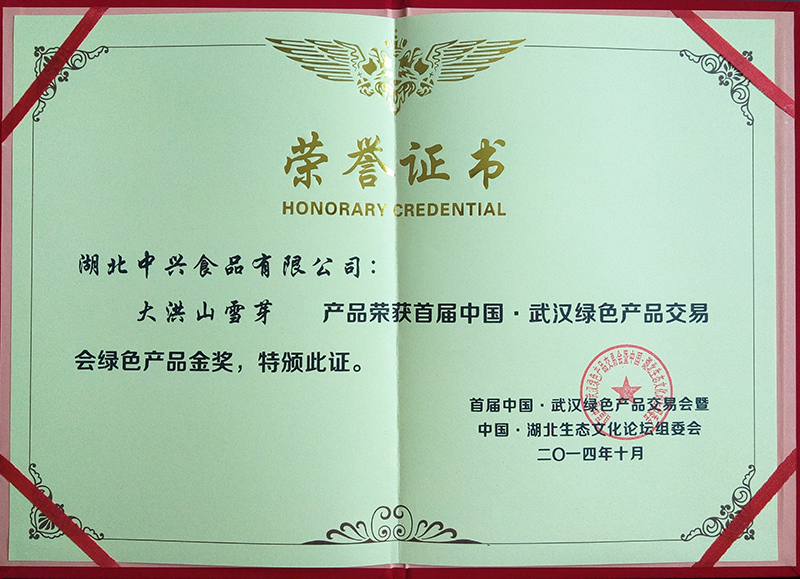 荣誉证书
HONORARY CREDENTIAL
湖北中兴食品有限公司：
大洪山雪芽 产品荣获首届中国·武汉绿色产品交易
会绿色产品金奖，特颁此证。
首届中国·武汉绿色产品交易会暨
中国·湖北生态文化论坛组委会
二〇一四年十月